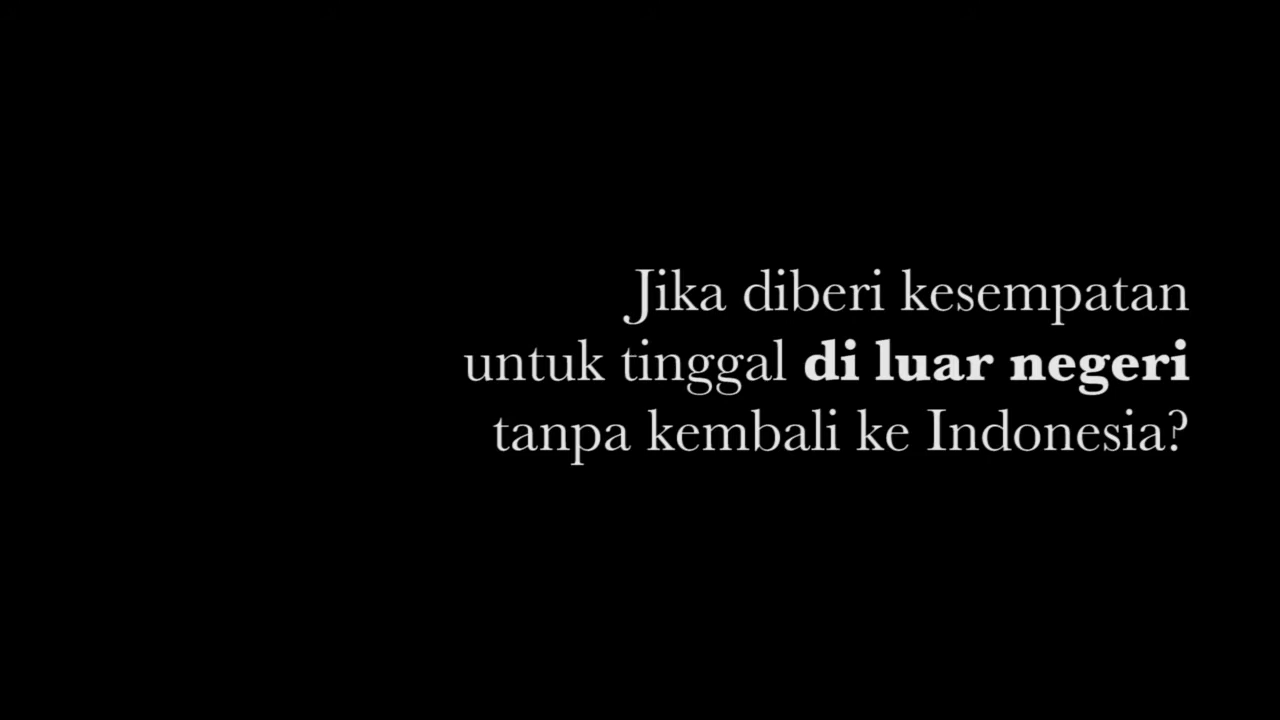 Jika diberi kesempatan
untuk tinggal di luar negeri
tanpa kembali ke Indonesia?